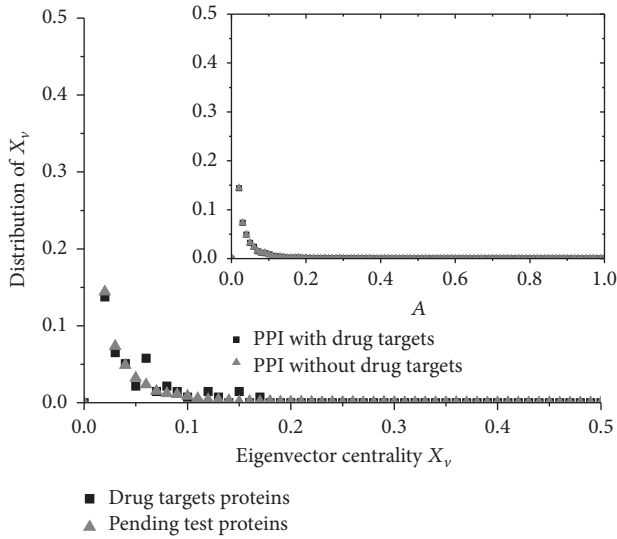 0.5
0.4
0.3
0.2
0.1
0.0
Distribution of Xᵥ
0.5
0.4
0.3
0.2
0.1
0.0
0.0 0.2 0.4 0.6 0.8 1.0
A
PPI with drug targets
PPI without drug targets
0.0 0.1 0.2 0.3 0.4 0.5
Eigenvector centrality Xᵥ
Drug targets proteins
Pending test proteins